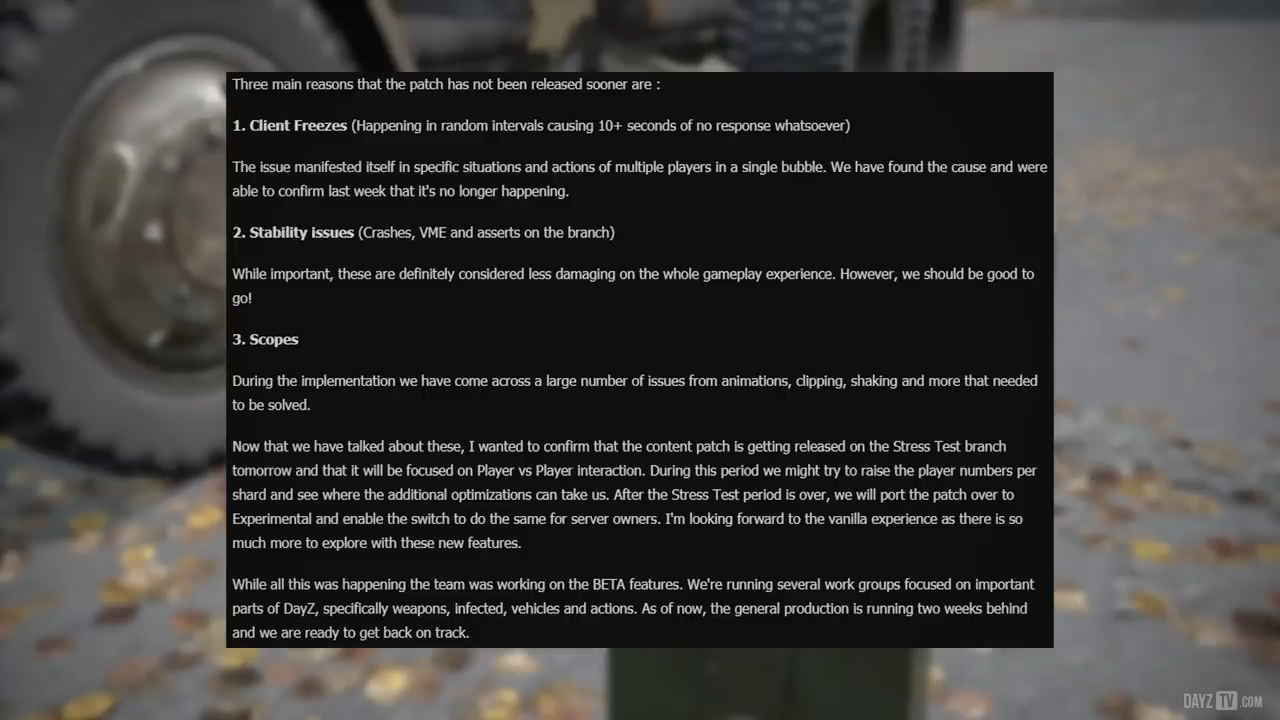 Three main reasons that the patch has not been released sooner are :
1. Client Freezes (Happening in random intervals causing 10+ seconds of no response whatsoever)
The issue manifested itself in specific situations and actions of multiple players in a single bubble. We have found the cause and were
able to confirm last week that it's no longer happening.
2. Stability issues (Crashes, VME and asserts on the branch)
While important, these are definitely considered less damaging on the whole gameplay experience. However, we should be good to
go!
3. Scopes
During the implementation we have come across a large number of issues from animations, clipping, shaking and more that needed
to be solved.
Now that we have talked about these, I wanted to confirm that the content patch is getting released on the Stress Test branch
tomorrow and that it will be focused on Player vs Player interaction. During this period we might try to raise the player numbers per
shard and see where the additional optimizations can take us. After the Stress Test period is over, we will port the patch over to
Experimental and enable the switch to do the same for server owners. I'm looking forward to the vanilla experience as there is so
much more to explore with these new features.
While all this was happening the team was working on the BETA features. We're running several work groups focused on important
parts of DayZ, specifically weapons, infected, vehicles and actions. As of now, the general production is running two weeks behind
and we are ready to get back on track.
DAYZ TV .COM